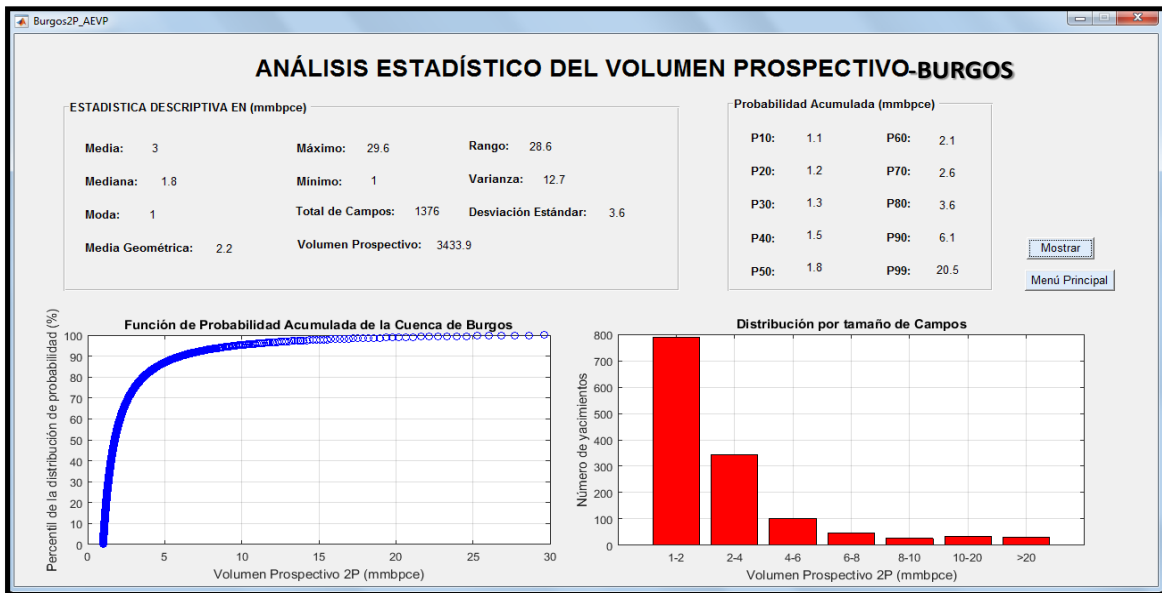 Burgos2P_AEVP
ANÁLISIS ESTADÍSTICO DEL VOLUMEN PROSPECTIVO-BURGOS
ESTADISTICA DESCRIPTIVA EN (mmbpce)
Media: 3
Máximo: 29.6
Rango: 28.6
Mediana: 1.8
Mínimo: 1
Varianza: 12.7
Moda: 1
Total de Campos: 1376
Desviación Estándar: 3.6
Media Geométrica: 2.2
Volumen Prospectivo: 3433.9
Probabilidad Acumulada (mmbpce)
P10: 1.1
P60: 2.1
P20: 1.2
P70: 2.6
P30: 1.3
P80: 3.6
P40: 1.5
P90: 6.1
P50: 1.8
P99: 20.5
Mostrar
Menú Principal
Función de Probabilidad Acumulada de la Cuenca de Burgos
Percentil de la distribución de probabilidad (%)
100
90
80
70
60
50
40
30
20
10
0
0 5 10 15 20 25 30
Volumen Prospectivo 2P (mmbpce)
Distribución por tamaño de Campos
Número de yacimientos
800
700
600
500
400
300
200
100
0
1-2 2-4 4-6 6-8 8-10 10-20 >20
Volumen Prospectivo 2P (mmbpce)